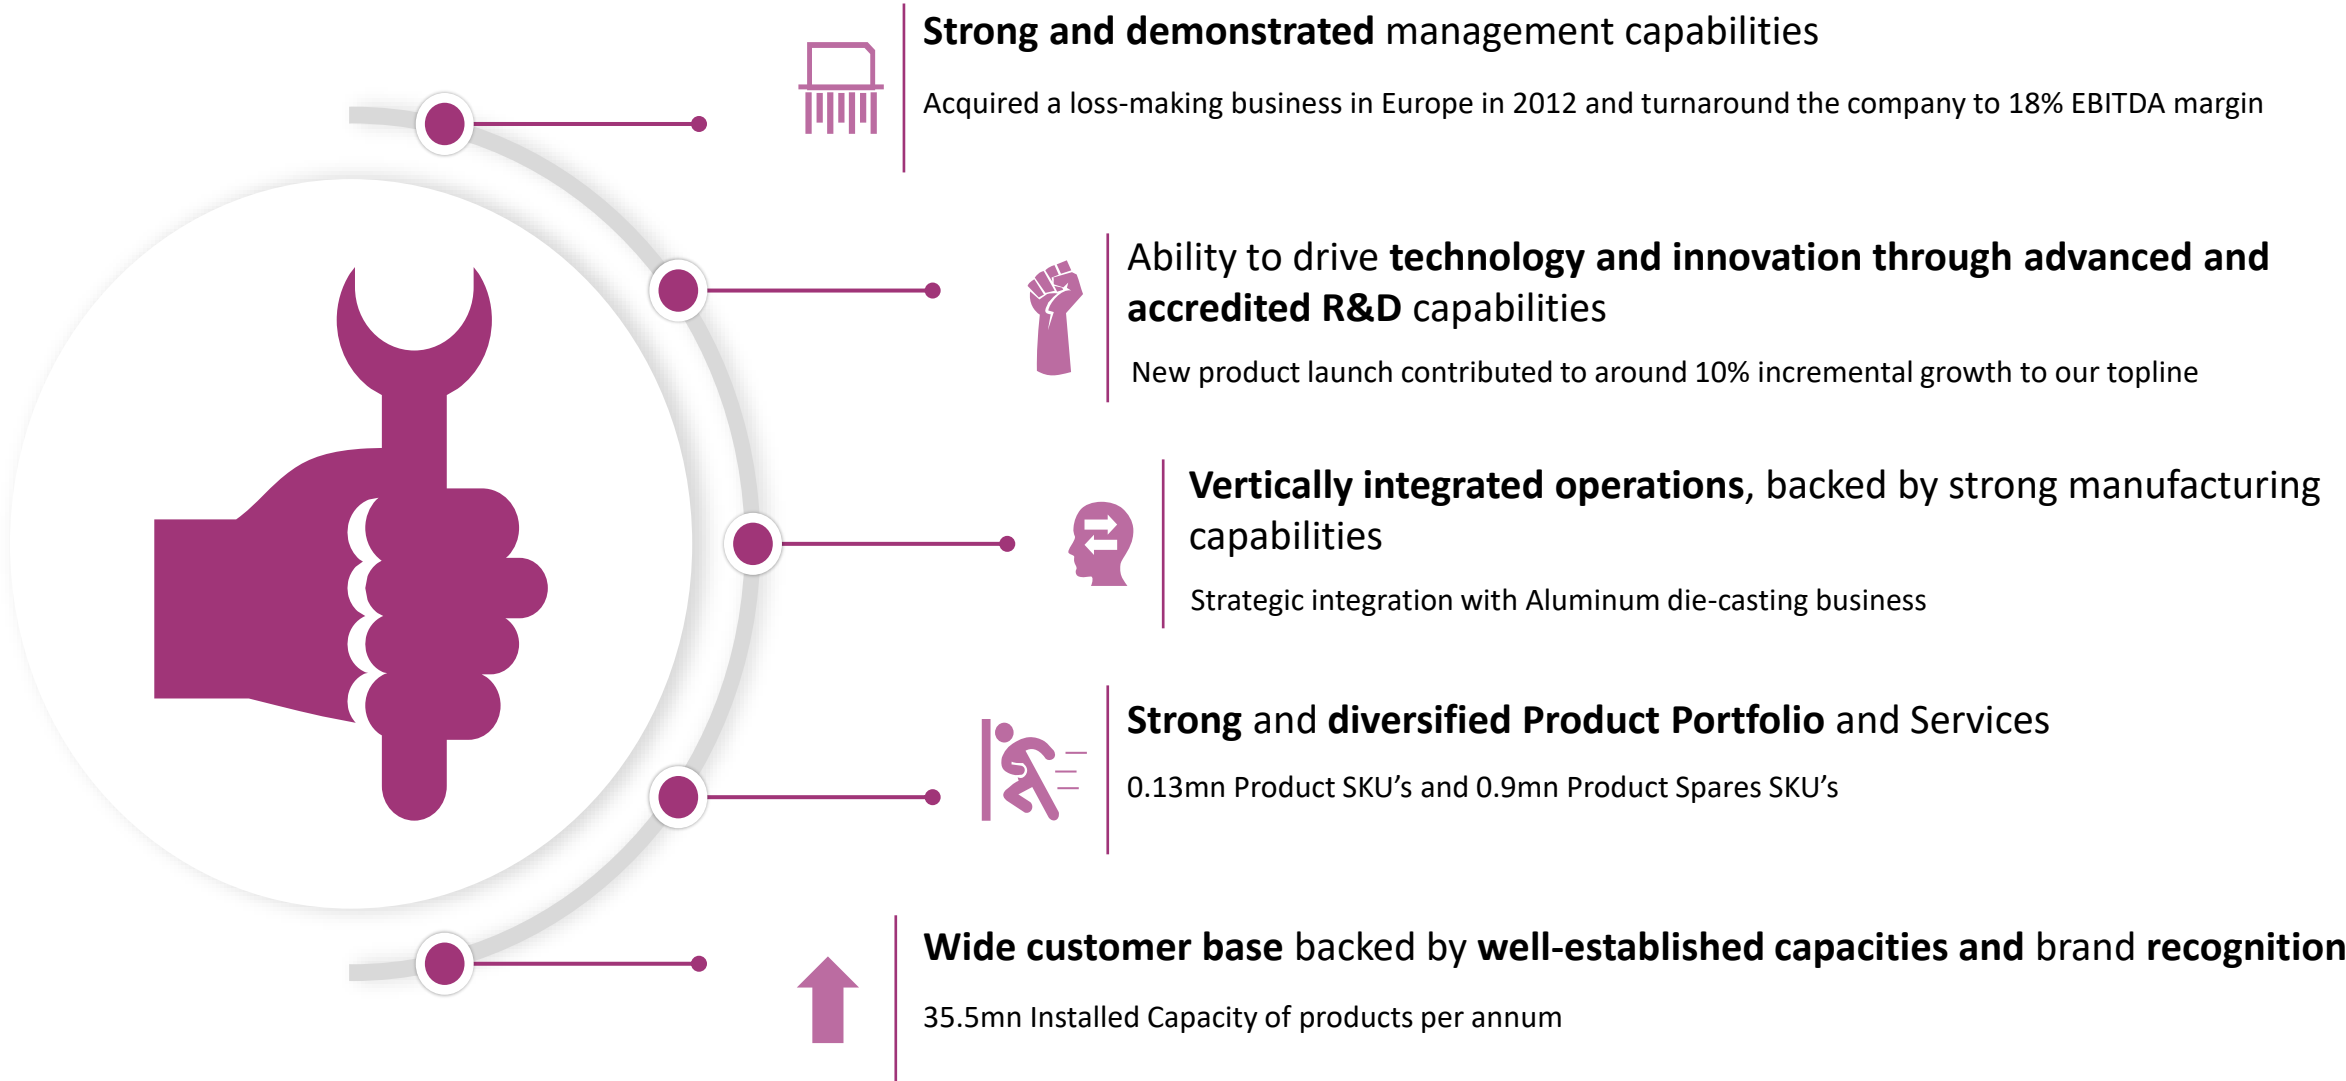 Strong and demonstrated management capabilities
Acquired a loss-making business in Europe in 2012 and turnaround the company to 18% EBITDA margin
Ability to drive technology and innovation through advanced and
accredited R&D capabilities
New product launch contributed to around 10% incremental growth to our topline
Vertically integrated operations, backed by strong manufacturing
capabilities
Strategic integration with Aluminum die-casting business
Strong and diversified Product Portfolio and Services
0.13mn Product SKU’s and 0.9mn Product Spares SKU’s
Wide customer base backed by well-established capacities and brand recognition
35.5mn Installed Capacity of products per annum